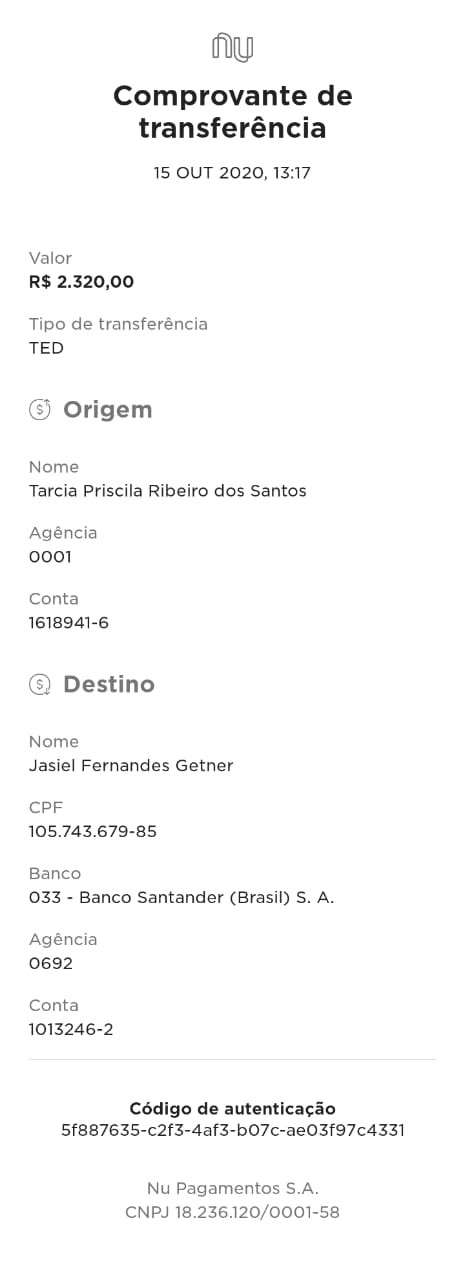 nu
Comprovante de
transferência
15 OUT 2020, 13:17
Valor
R$ 2.320,00
Tipo de transferência
TED
Origem
Nome
Tarcia Priscila Ribeiro dos Santos
Agência
0001
Conta
1618941-6
Destino
Nome
Jasiel Fernandes Getner
CPF
105.743.679-85
Banco
033 - Banco Santander (Brasil) S. A.
Agência
0692
Conta
1013246-2
Código de autenticação
5f887635-c2f3-4af3-b07c-ae03f97c4331
Nu Pagamentos S.A.
CNPJ 18.236.120/0001-58